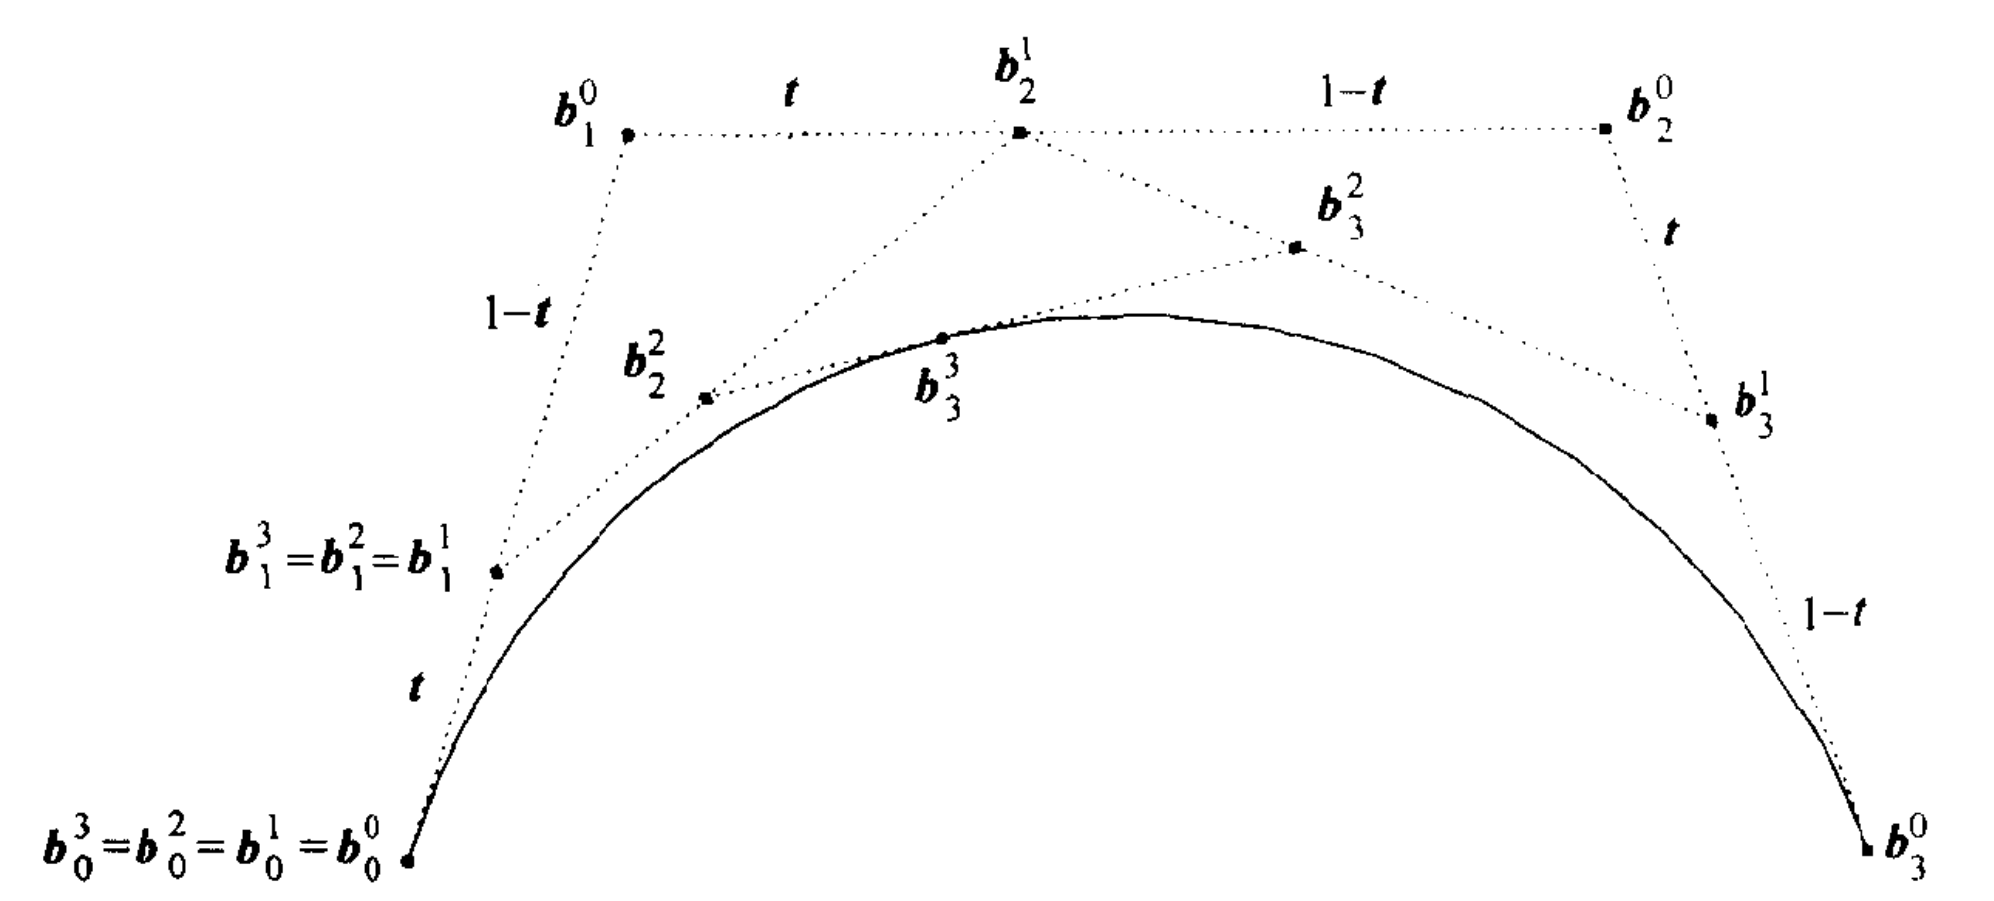 b_2^1
t
1−t
b_1^0
b_2^0
b_3^2
t
1−t
b_2^2
b_3^3
b_3^1
b_1^3 = b_1^2 = b_1^1
1−t
t
b_0^3 = b_0^2 = b_0^1 = b_0^0
b_3^0